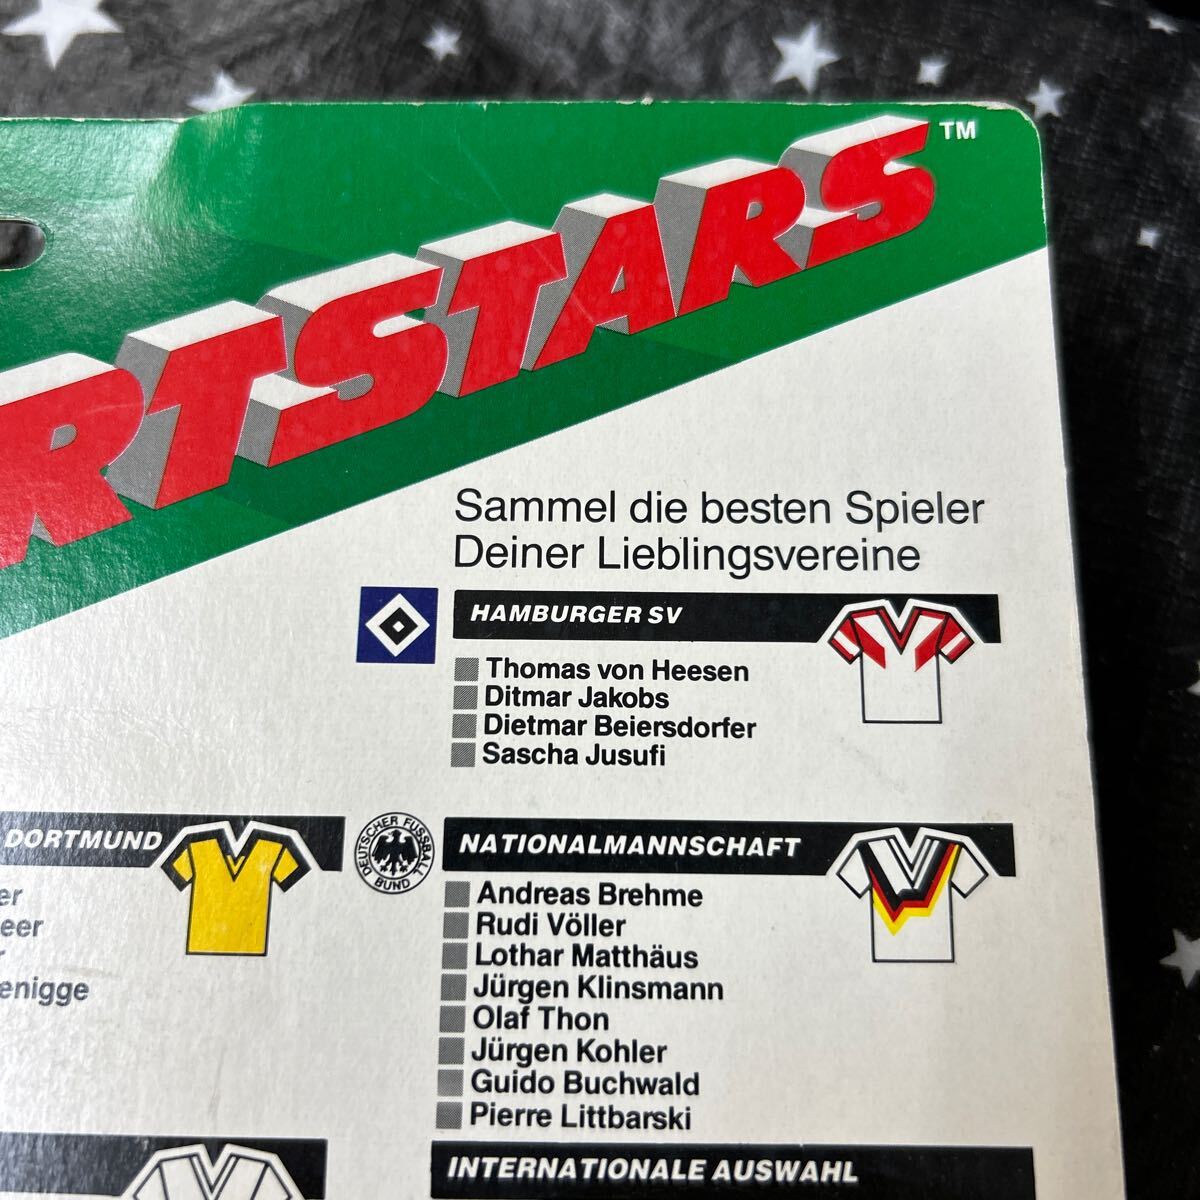 RTSTARS™
Sammel die besten Spieler
Deiner Lieblingsvereine
HAMBURGER SV
Thomas von Heesen
Ditmar Jakobs
Dietmar Beiersdorfer
Sascha Jusufi
DORTMUND
er
eer
enigge
DEUTSCHER FUSSBALL BUND
NATIONALMANNSCHAFT
Andreas Brehme
Rudi Völler
Lothar Matthäus
Jürgen Klinsmann
Olaf Thon
Jürgen Kohler
Guido Buchwald
Pierre Littbarski
INTERNATIONALE AUSWAHL